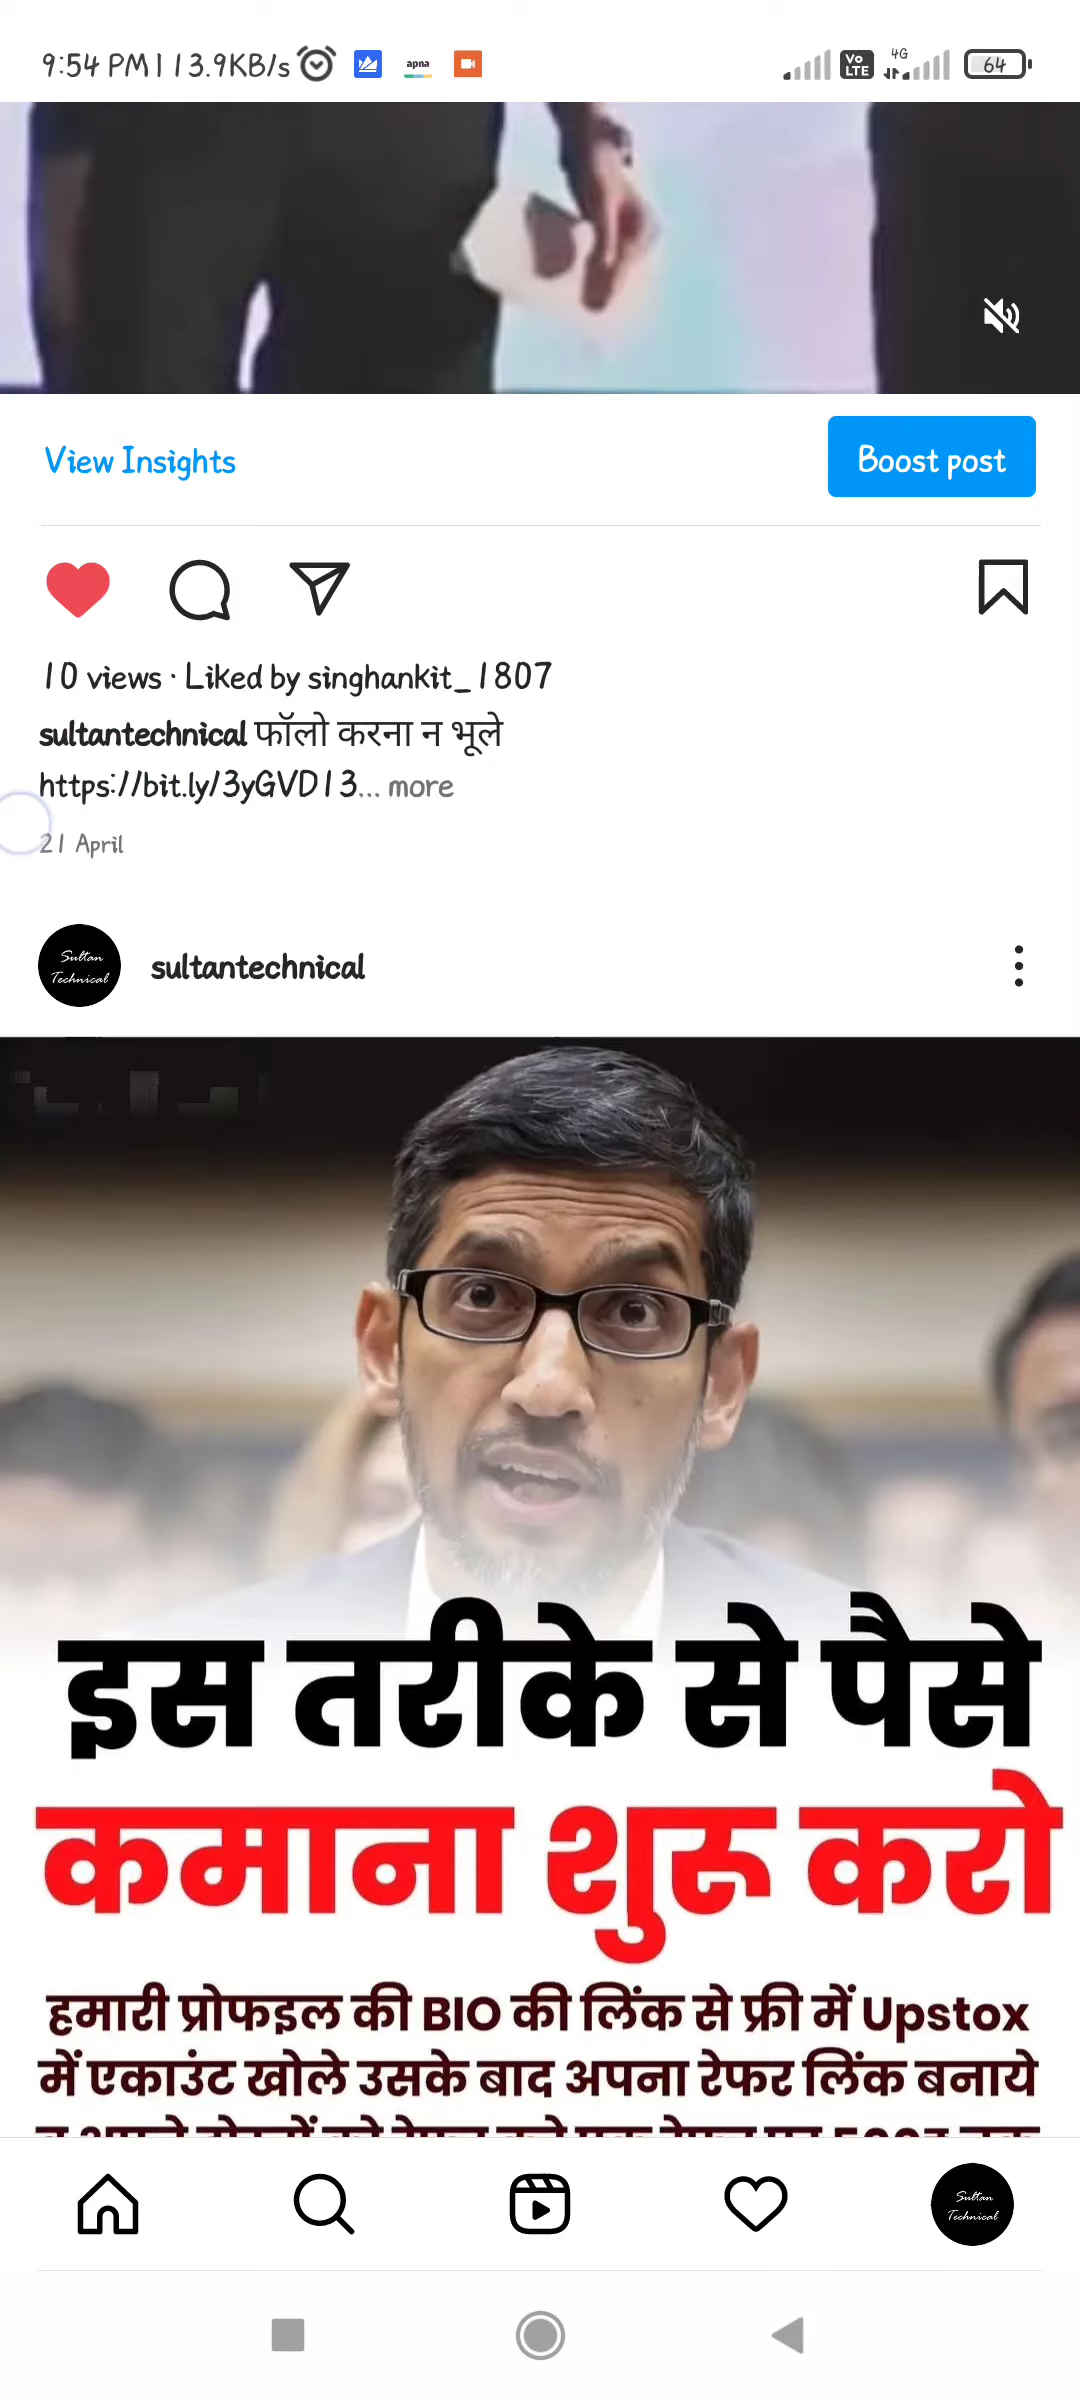 9:54 PM | 13.9KB/s apna Vo LTE 4G 64
View Insights
Boost post
10 views · Liked by singhankit_1807
sultantechnical फॉलो करना न भूले
https://bit.ly/3yGVD13... more
21 April
Sultan
Technical
sultantechnical
इस तरीके से पैसे
कमाना शुरू करो
हमारी प्रोफइल की BIO की लिंक से फ्री में Upstox
में एकाउंट खोले उसके बाद अपना रेफर लिंक बनाये
Sultan
Technical